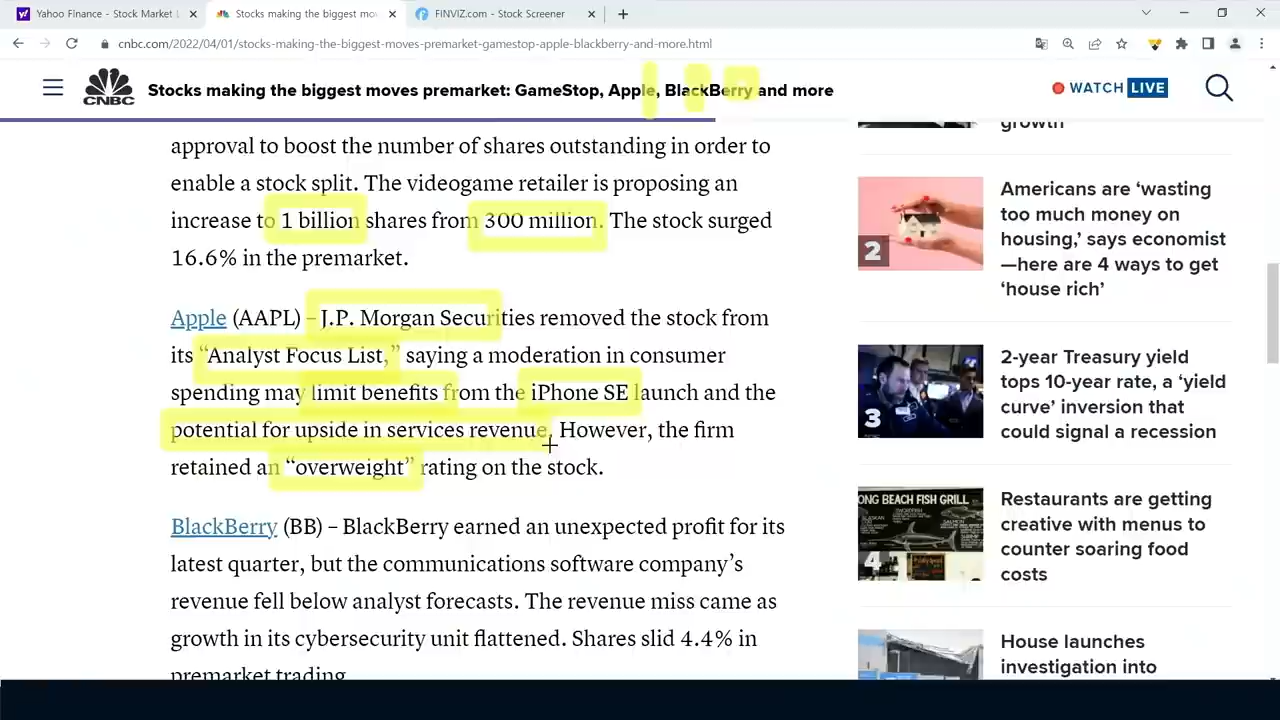 Yahoo Finance - Stock Market L
Stocks making the biggest mov
FINVIZ.com - Stock Screener
cnbc.com/2022/04/01/stocks-making-the-biggest-moves-premarket-gamestop-apple-blackberry-and-more.html
CNBC
Stocks making the biggest moves premarket: GameStop, Apple, BlackBerry and more
WATCH LIVE
approval to boost the number of shares outstanding in order to
enable a stock split. The videogame retailer is proposing an
increase to 1 billion shares from 300 million. The stock surged
16.6% in the premarket.
Apple (AAPL) – J.P. Morgan Securities removed the stock from
its “Analyst Focus List,” saying a moderation in consumer
spending may limit benefits from the iPhone SE launch and the
potential for upside in services revenue. However, the firm
retained an “overweight” rating on the stock.
BlackBerry (BB) – BlackBerry earned an unexpected profit for its
latest quarter, but the communications software company’s
revenue fell below analyst forecasts. The revenue miss came as
growth in its cybersecurity unit flattened. Shares slid 4.4% in
premarket trading.
growth
2
Americans are ‘wasting
too much money on
housing,’ says economist
—here are 4 ways to get
‘house rich’
3
2-year Treasury yield
tops 10-year rate, a ‘yield
curve’ inversion that
could signal a recession
4
ONG BEACH FISH GRILL
Restaurants are getting
creative with menus to
counter soaring food
costs
House launches
investigation into